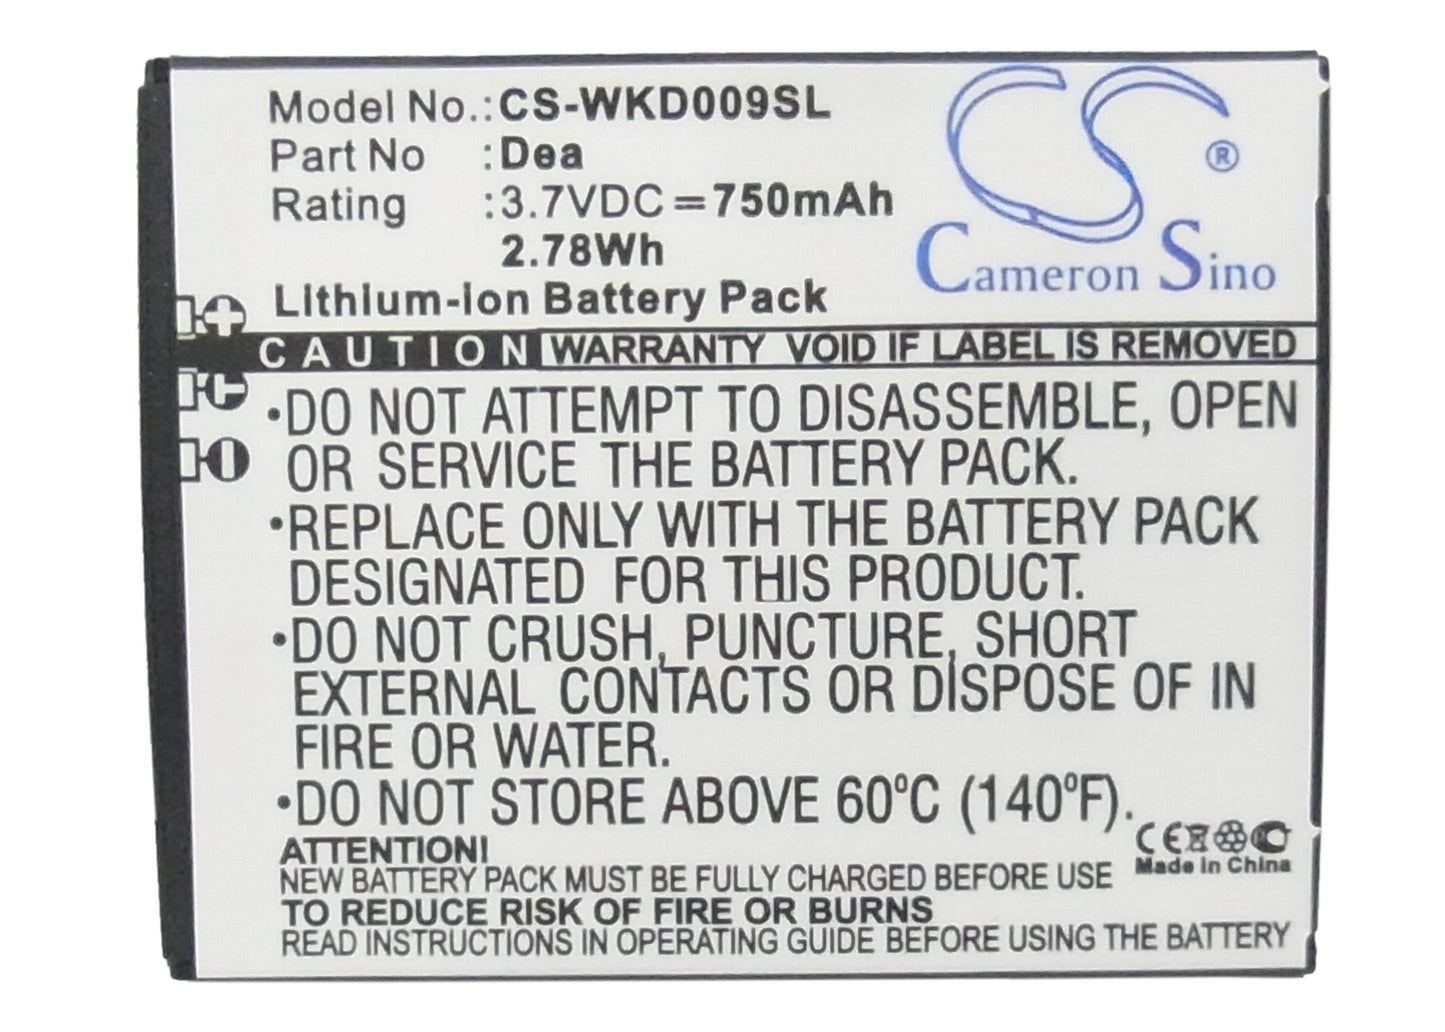 Model No.: CS-WKD009SL
Part No : Dea
Rating : 3.7VDC = 750mAh
2.78Wh
Lithium-ion Battery Pack
CS ®
Cameron Sino
CAUTION WARRANTY VOID IF LABEL IS REMOVED
•DO NOT ATTEMPT TO DISASSEMBLE, OPEN
OR SERVICE THE BATTERY PACK.
•REPLACE ONLY WITH THE BATTERY PACK
DESIGNATED FOR THIS PRODUCT.
•DO NOT CRUSH, PUNCTURE, SHORT
EXTERNAL CONTACTS OR DISPOSE OF IN
FIRE OR WATER.
•DO NOT STORE ABOVE 60°C (140°F).
CE
Made in China
ATTENTION!
NEW BATTERY PACK MUST BE FULLY CHARGED BEFORE USE
TO REDUCE RISK OF FIRE OR BURNS
READ INSTRUCTIONS IN OPERATING GUIDE BEFORE USING THE BATTERY